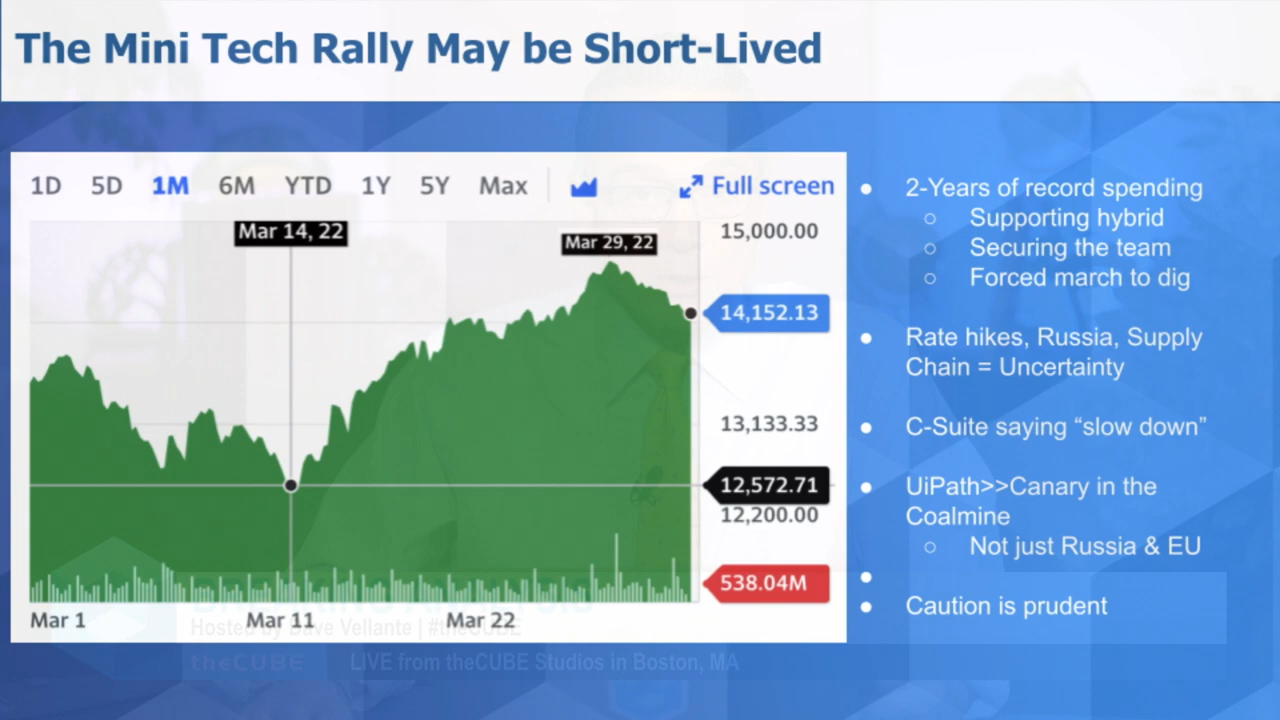 The Mini Tech Rally May be Short-Lived
1D 5D 1M 6M YTD 1Y 5Y Max Full screen
Mar 14, 22
Mar 29, 22
15,000.00
14,152.13
13,133.33
12,572.71
12,200.00
538.04M
Mar 1 Mar 11 Mar 22
2-Years of record spending
Supporting hybrid
Securing the team
Forced march to dig
Rate hikes, Russia, Supply
Chain = Uncertainty
C-Suite saying “slow down”
UiPath>>Canary in the
Coalmine
Not just Russia & EU
Caution is prudent
BREAKING ANALYSIS
Hosted by Dave Vellante | #theCUBE
theCUBE LIVE from theCUBE Studios in Boston, MA